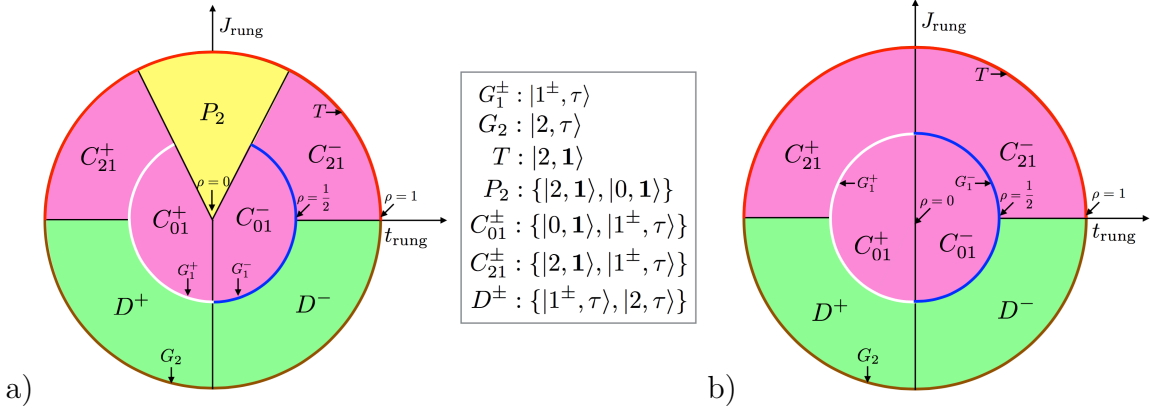 J_rung
P_2
T
C_21^+
C_21^-
ρ=0
ρ=1/2
ρ=1
C_01^+
C_01^-
t_rung
G_1^+
G_1^-
D^+
D^-
G_2
a)
G_1^± : |1^±, τ⟩
G_2 : |2, τ⟩
T : |2, 1⟩
P_2 : {|2, 1⟩, |0, 1⟩}
C_01^± : {|0, 1⟩, |1^±, τ⟩}
C_21^± : {|2, 1⟩, |1^±, τ⟩}
D^± : {|1^±, τ⟩, |2, τ⟩}
J_rung
T
C_21^+
C_21^-
G_1^+
G_1^-
ρ=0
ρ=1/2
ρ=1
t_rung
C_01^+
C_01^-
D^+
D^-
G_2
b)